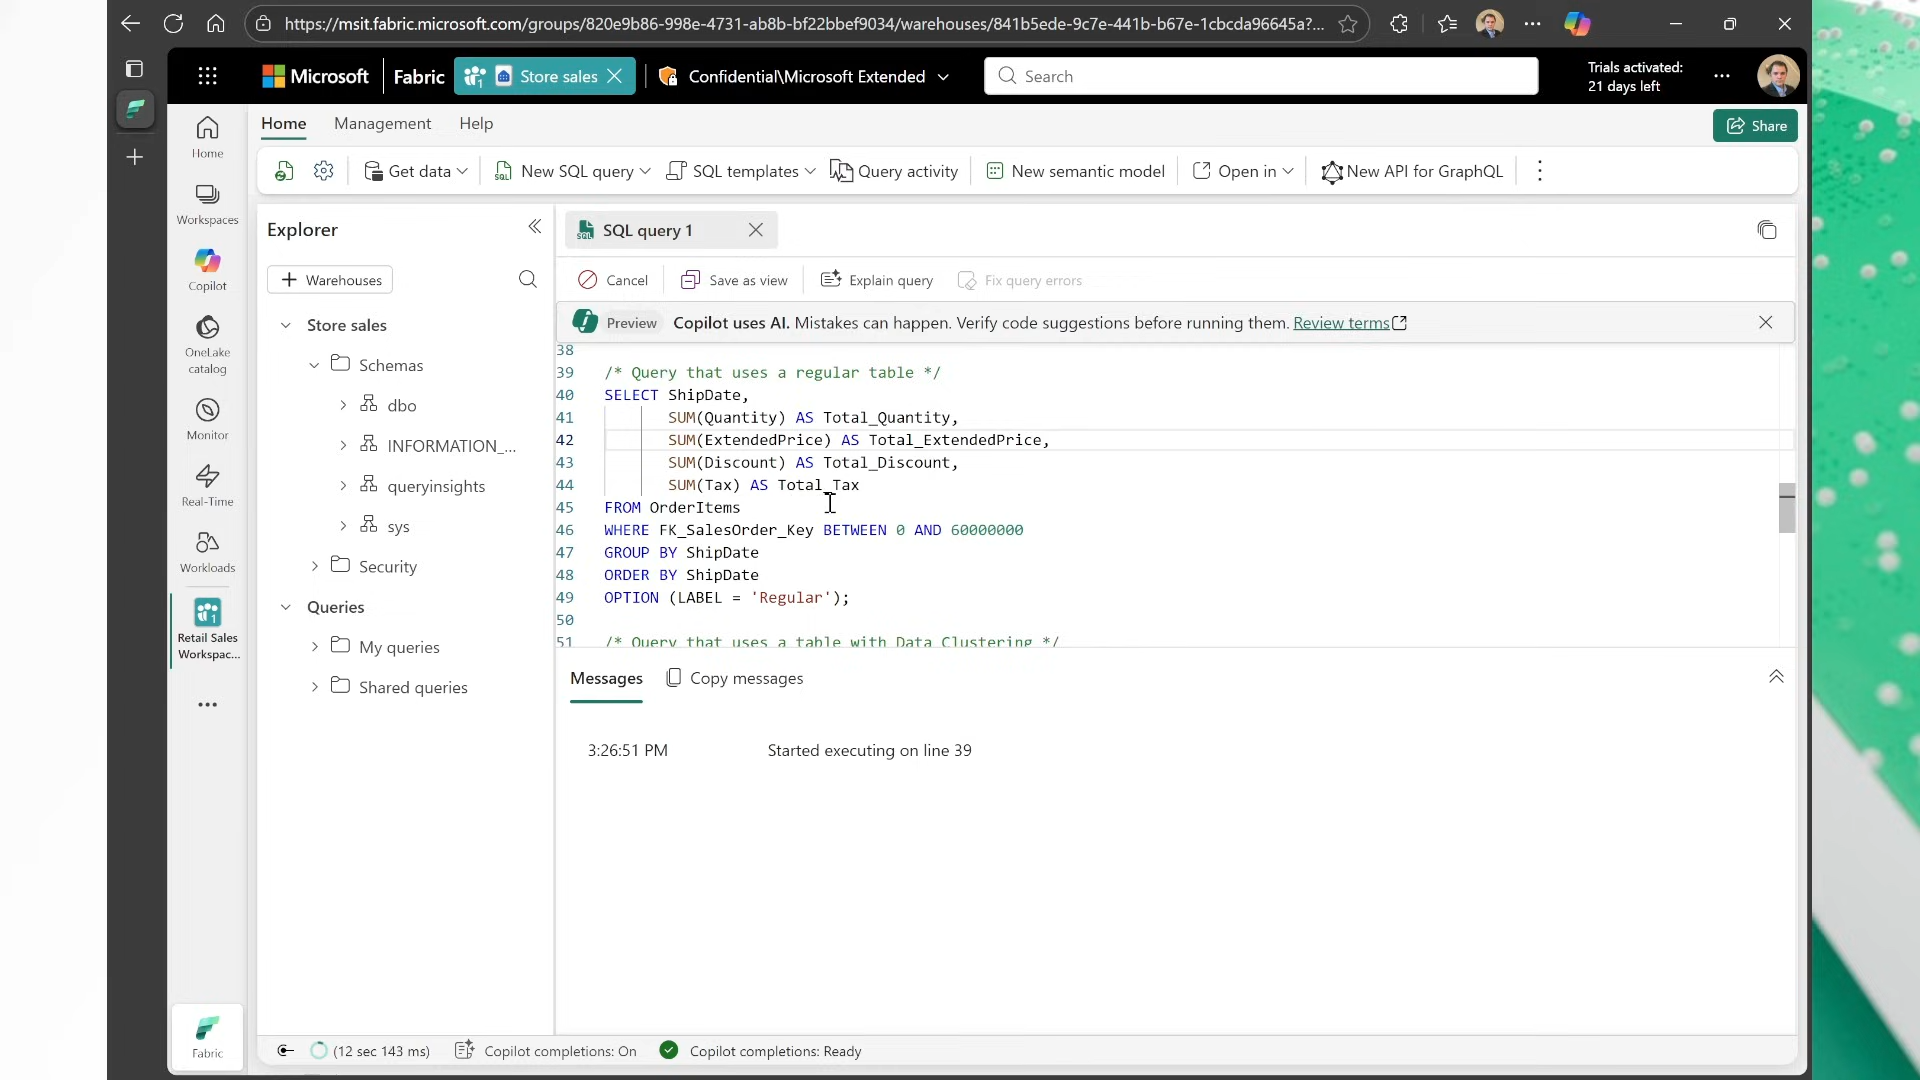 https://msit.fabric.microsoft.com/groups/820e9b86-998e-4731-ab8b-bf22bbef9034/warehouses/841b5ede-9c7e-441b-b67e-1cbcda96645a?...
Microsoft
Fabric
Store sales
Confidential\Microsoft Extended
Search
Trials activated:
21 days left
Home
Management
Help
Share
Get data
New SQL query
SQL templates
Query activity
New semantic model
Open in
New API for GraphQL
Home
Workspaces
Copilot
OneLake
catalog
Monitor
Real-Time
Workloads
Retail Sales
Workspac...
Fabric
Explorer
Warehouses
Store sales
Schemas
dbo
INFORMATION_...
queryinsights
sys
Security
Queries
My queries
Shared queries
SQL query 1
Cancel
Save as view
Explain query
Fix query errors
Preview
Copilot uses AI. Mistakes can happen. Verify code suggestions before running them. Review terms
38
39 /* Query that uses a regular table */
40 SELECT ShipDate,
41 SUM(Quantity) AS Total_Quantity,
42 SUM(ExtendedPrice) AS Total_ExtendedPrice,
43 SUM(Discount) AS Total_Discount,
44 SUM(Tax) AS Total_Tax
45 FROM OrderItems
46 WHERE FK_SalesOrder_Key BETWEEN 0 AND 60000000
47 GROUP BY ShipDate
48 ORDER BY ShipDate
49 OPTION (LABEL = 'Regular');
50
51 /* Query that uses a table with Data Clustering */
Messages
Copy messages
3:26:51 PM Started executing on line 39
(12 sec 143 ms)
Copilot completions: On
Copilot completions: Ready